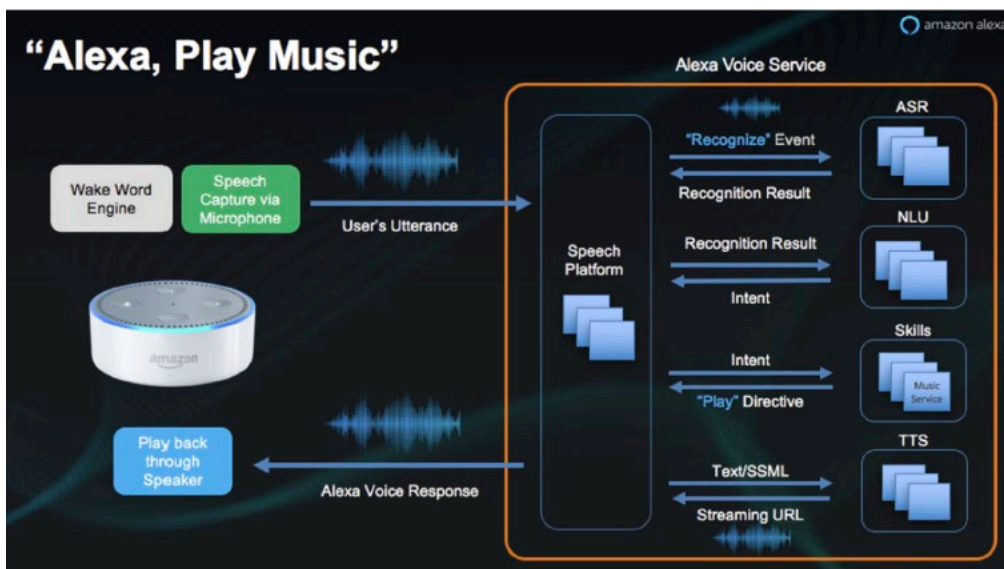 amazon alexa
“Alexa, Play Music”
Alexa Voice Service
ASR
“Recognize” Event
Recognition Result
Wake Word
Engine
Speech
Capture via
Microphone
User's Utterance
NLU
Recognition Result
Intent
Speech
Platform
Skills
Intent
“Play” Directive
Music
Service
amazon
TTS
Play back
through
Speaker
Alexa Voice Response
Text/SSML
Streaming URL